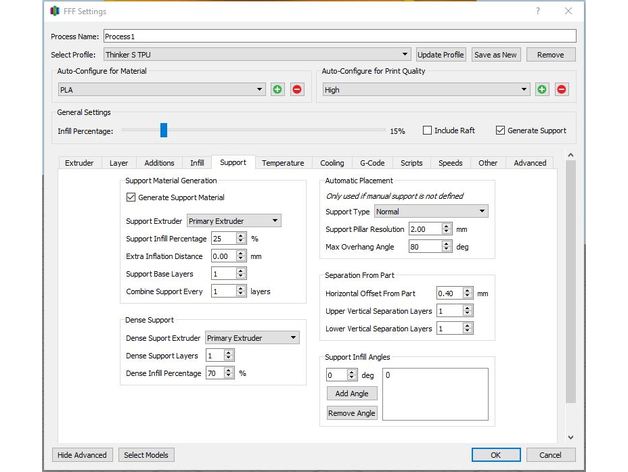 FFF Settings
Process Name: Process1
Select Profile: Thinker S TPU Update Profile Save as New Remove
Auto-Configure for Material Auto-Configure for Print Quality
PLA High
General Settings
Infill Percentage: 15% Include Raft Generate Support
Extruder Layer Additions Infill Support Temperature Cooling G-Code Scripts Speeds Other Advanced
Support Material Generation
Generate Support Material
Support Extruder Primary Extruder
Support Infill Percentage 25 %
Extra Inflation Distance 0.00 mm
Support Base Layers 1
Combine Support Every 1 layers
Dense Support
Dense Suport Extruder Primary Extruder
Dense Support Layers 1
Dense Infill Percentage 70 %
Automatic Placement
Only used if manual support is not defined
Support Type Normal
Support Pillar Resolution 2.00 mm
Max Overhang Angle 80 deg
Separation From Part
Horizontal Offset From Part 0.40 mm
Upper Vertical Separation Layers 1
Lower Vertical Separation Layers 1
Support Infill Angles
0 deg 0
Add Angle
Remove Angle
Hide Advanced Select Models OK Cancel